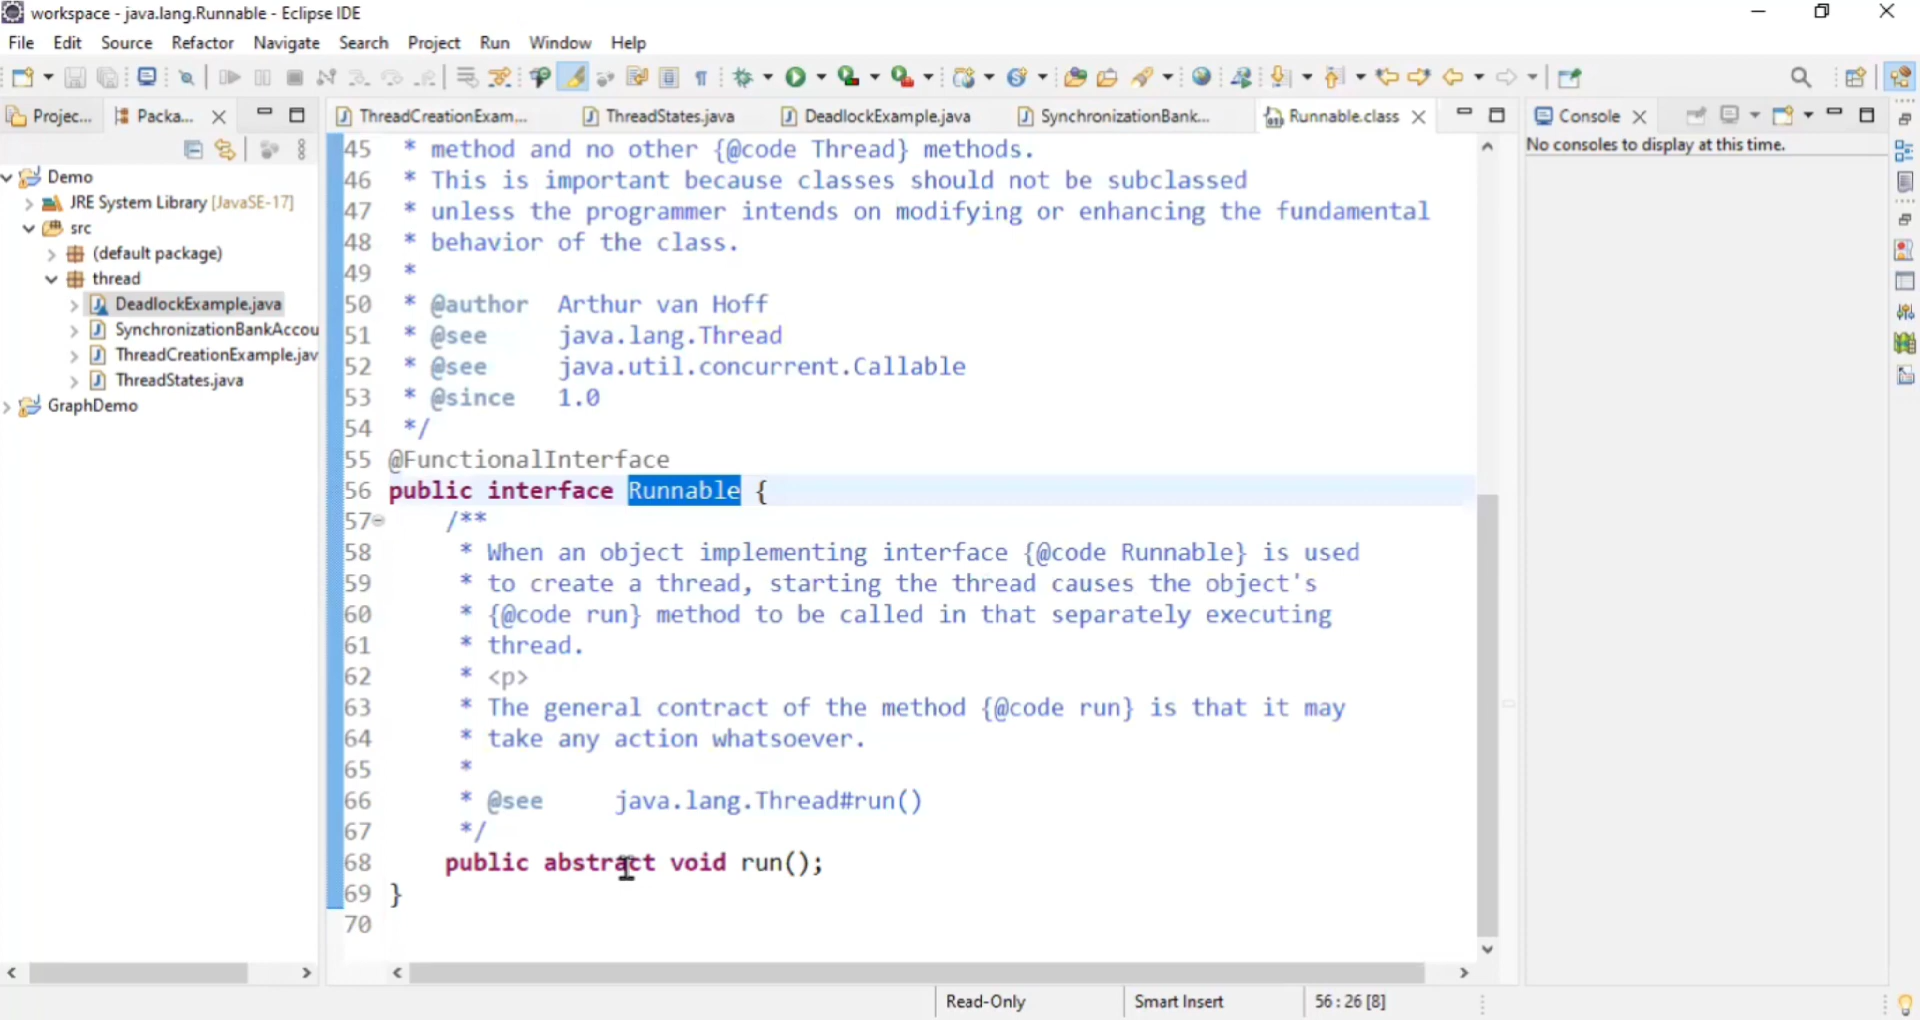 workspace - java.lang.Runnable - Eclipse IDE
File Edit Source Refactor Navigate Search Project Run Window Help
Projec... Packa...
ThreadCreationExam... ThreadStates.java DeadlockExample.java SynchronizationBank... Runnable.class
Console
No consoles to display at this time.
Demo
JRE System Library [JavaSE-17]
src
(default package)
thread
DeadlockExample.java
SynchronizationBankAccou
ThreadCreationExample.jav
ThreadStates.java
GraphDemo
45 * method and no other {@code Thread} methods.
46 * This is important because classes should not be subclassed
47 * unless the programmer intends on modifying or enhancing the fundamental
48 * behavior of the class.
49 *
50 * @author Arthur van Hoff
51 * @see java.lang.Thread
52 * @see java.util.concurrent.Callable
53 * @since 1.0
54 */
55 @FunctionalInterface
56 public interface Runnable {
57 /**
58 * When an object implementing interface {@code Runnable} is used
59 * to create a thread, starting the thread causes the object's
60 * {@code run} method to be called in that separately executing
61 * thread.
62 * <p>
63 * The general contract of the method {@code run} is that it may
64 * take any action whatsoever.
65 *
66 * @see java.lang.Thread#run()
67 */
68 public abstract void run();
69 }
70
Read-Only Smart Insert 56 : 26 [8]